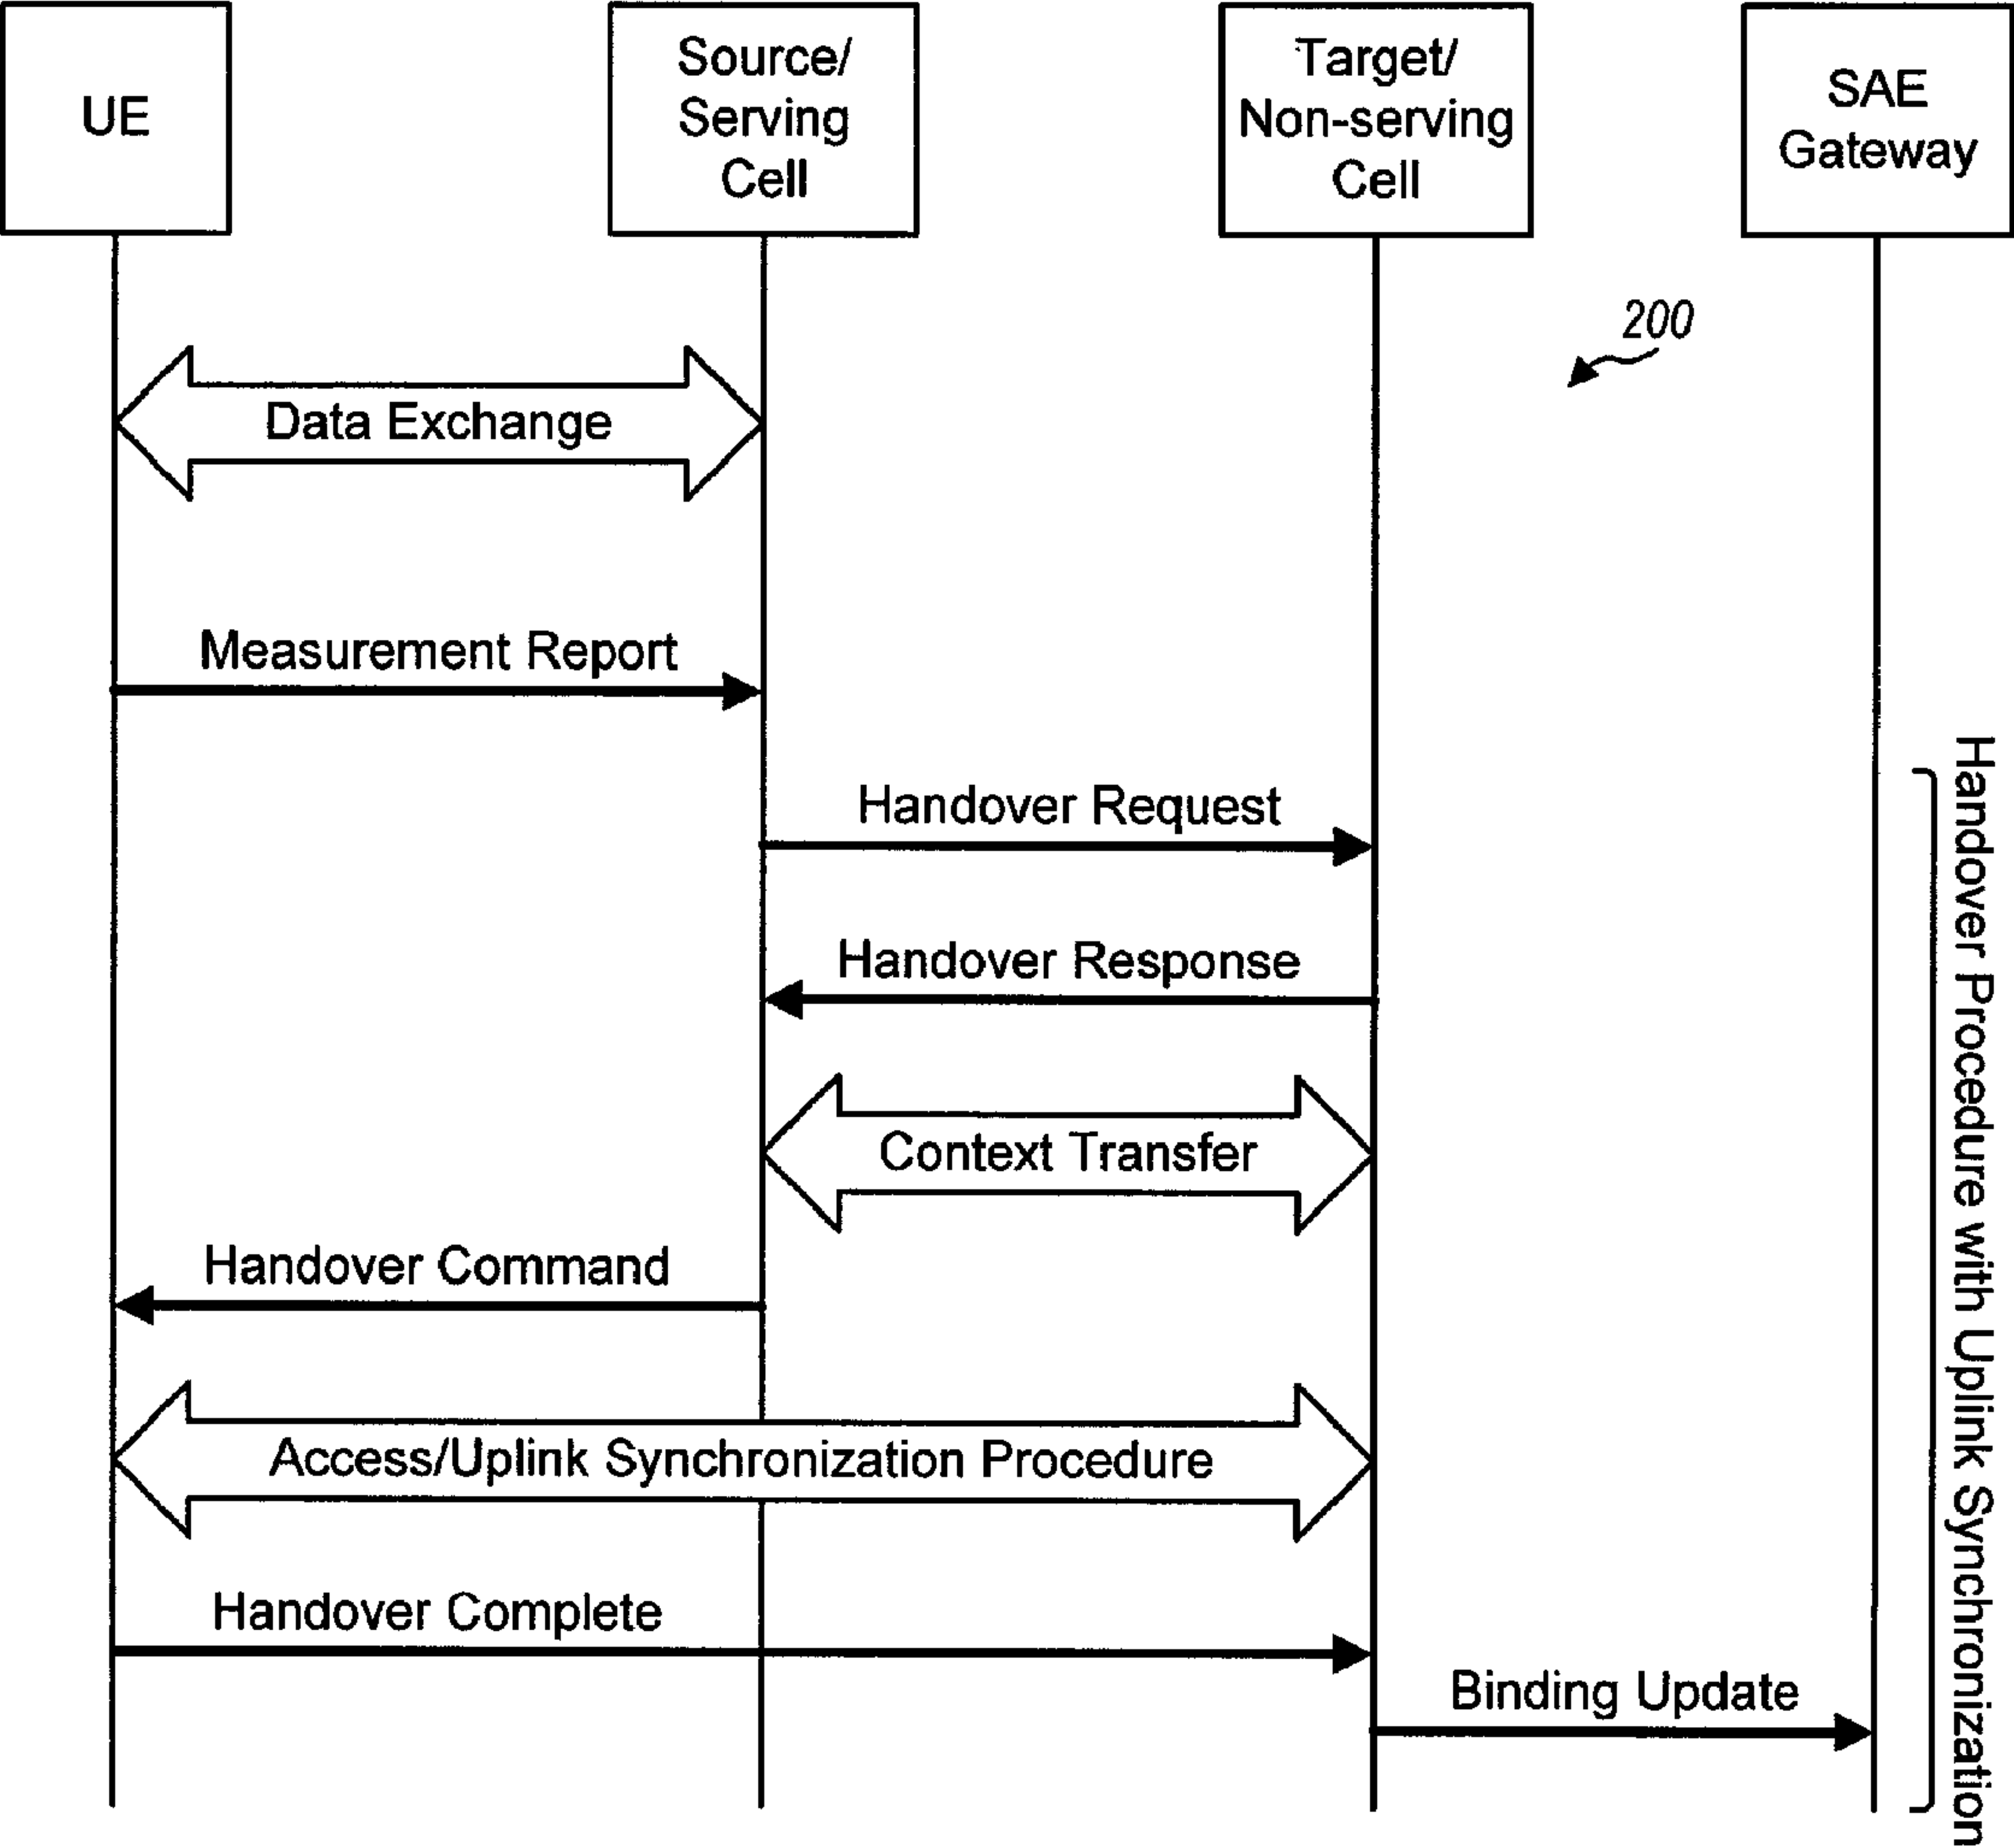 UE
Source/
Serving
Cell
Target/
Non-serving
Cell
SAE
Gateway
200
Data Exchange
Measurement Report
Handover Request
Handover Response
Context Transfer
Handover Command
Access/Uplink Synchronization Procedure
Handover Complete
Binding Update
Handover Procedure with Uplink Synchronization